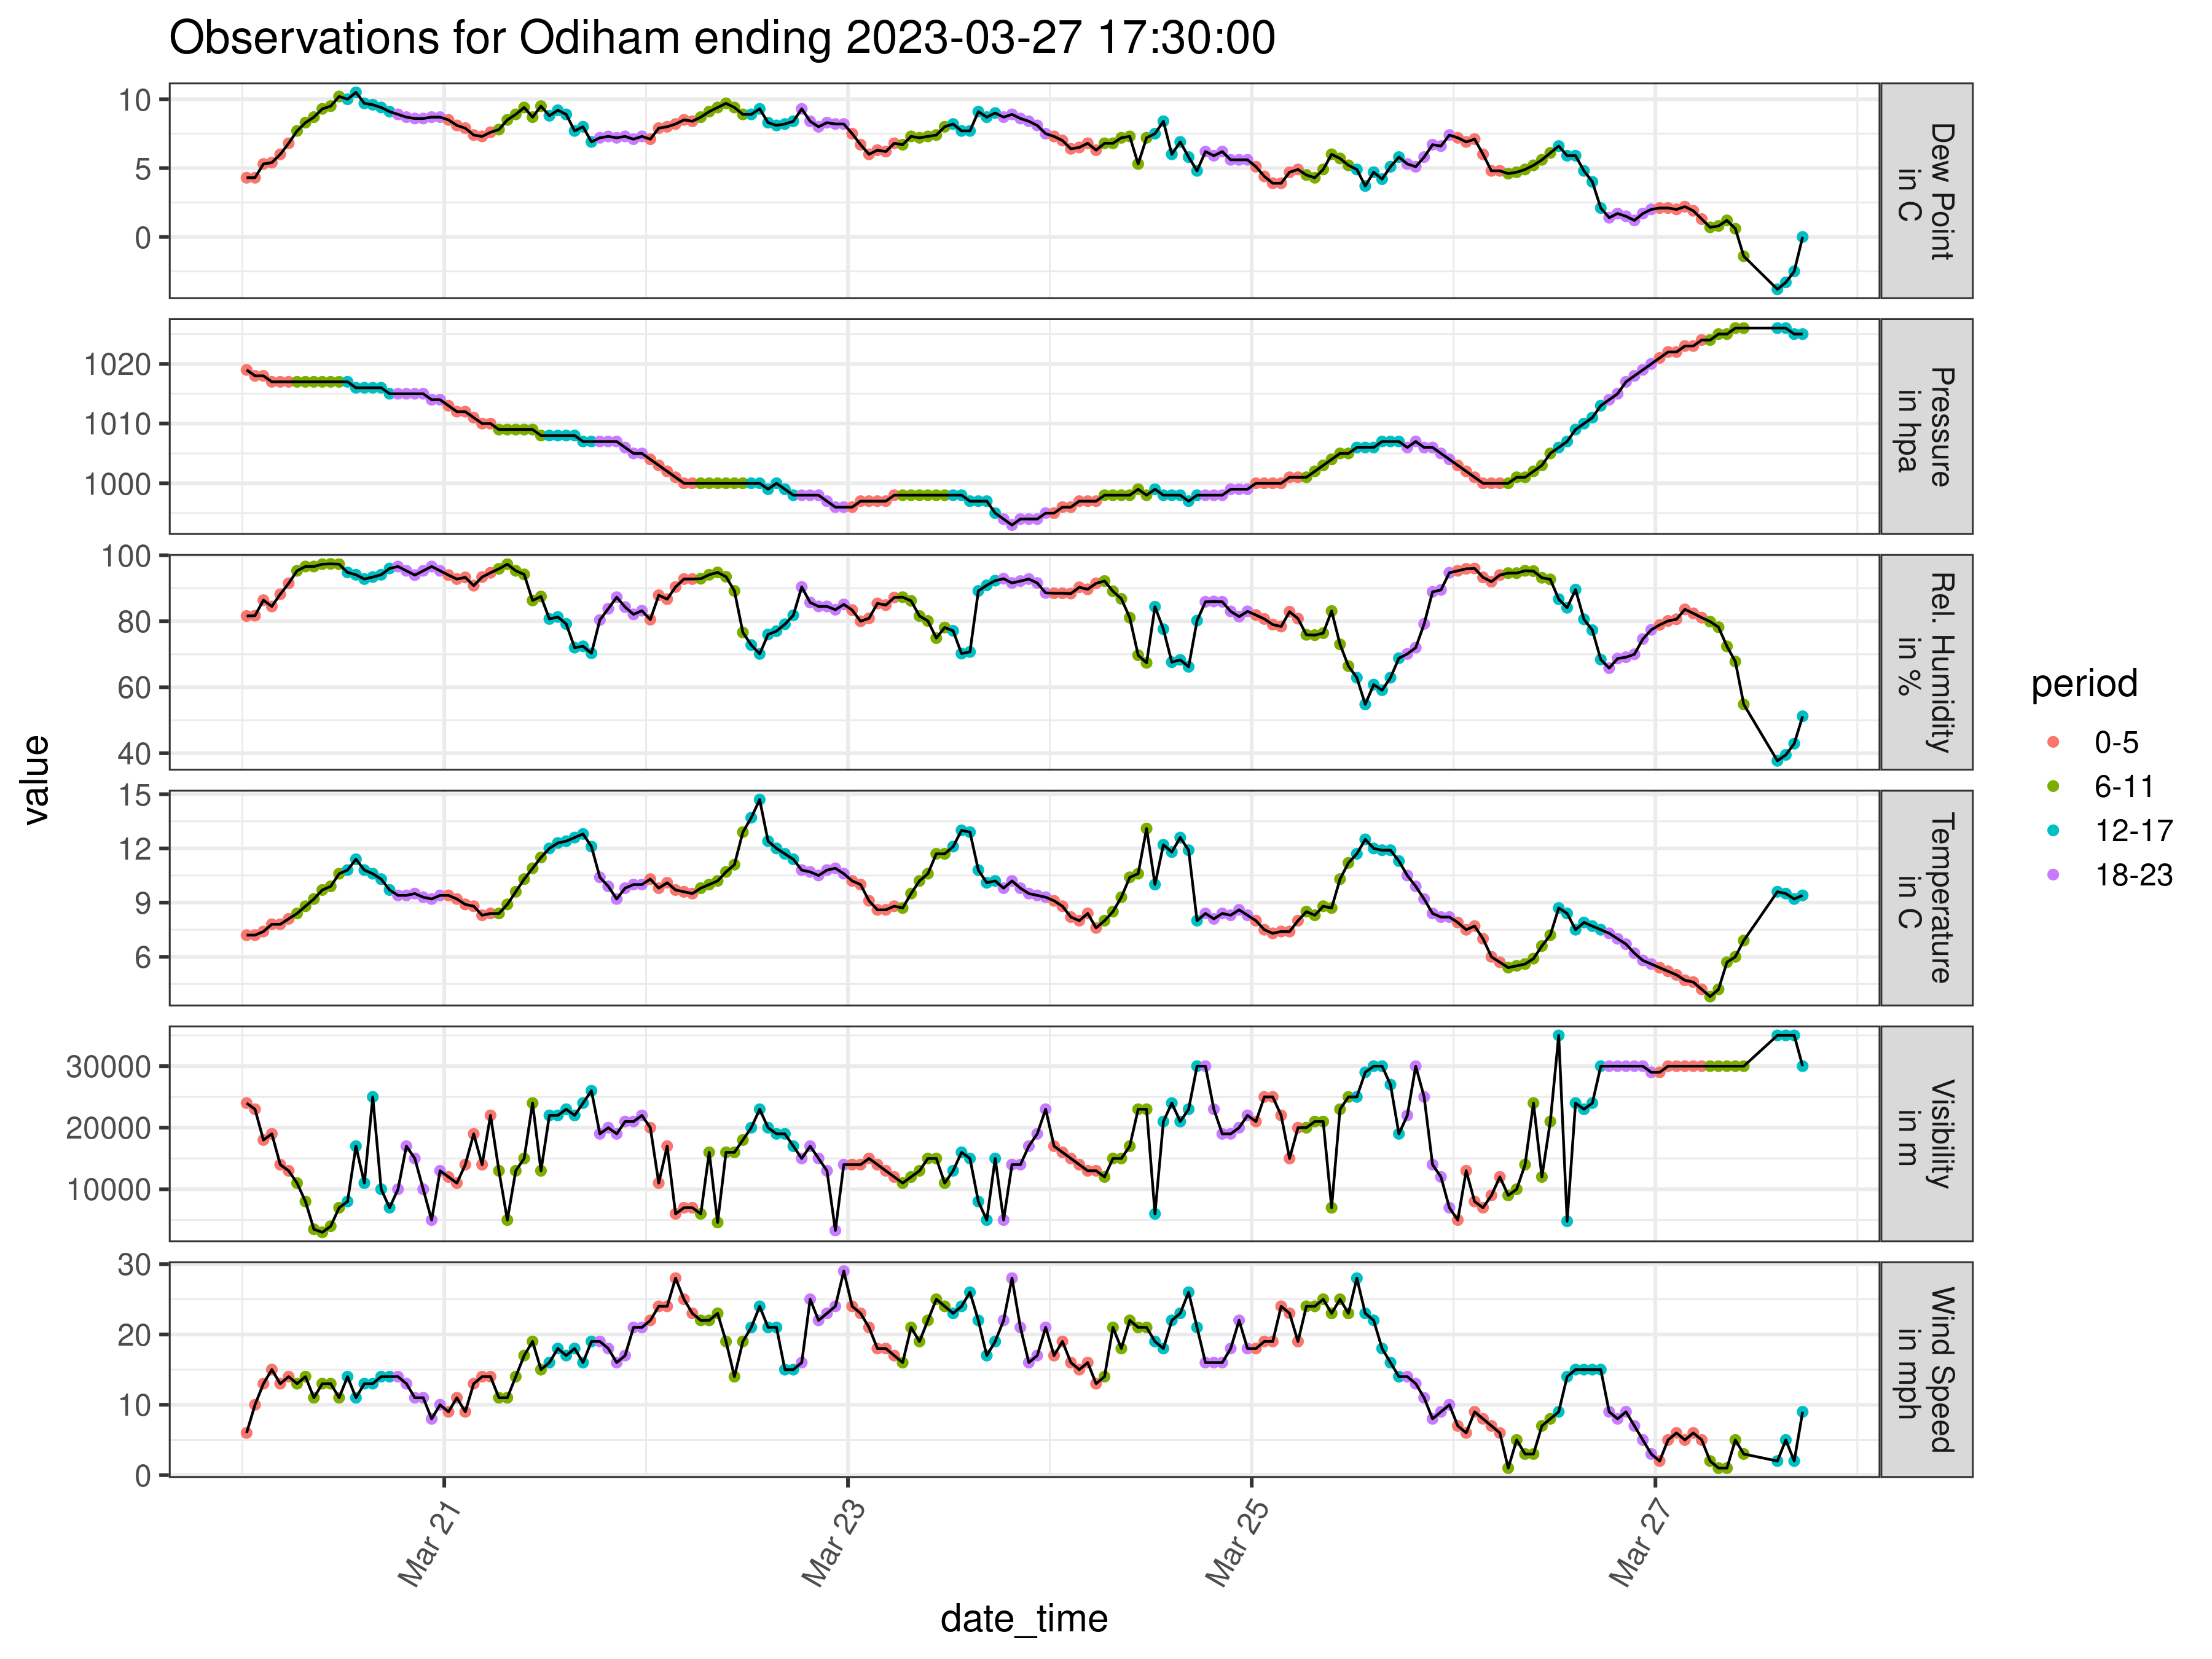 Observations for Odiham ending 2023-03-27 17:30:00
value
10
5
0
Dew Point
in C
1020
1010
1000
Pressure
in hpa
100
80
60
40
Rel. Humidity
in %
15
12
9
6
Temperature
in C
30000
20000
10000
Visibility
in m
30
20
10
0
Wind Speed
in mph
Mar 21
Mar 23
Mar 25
Mar 27
date_time
period
0-5
6-11
12-17
18-23